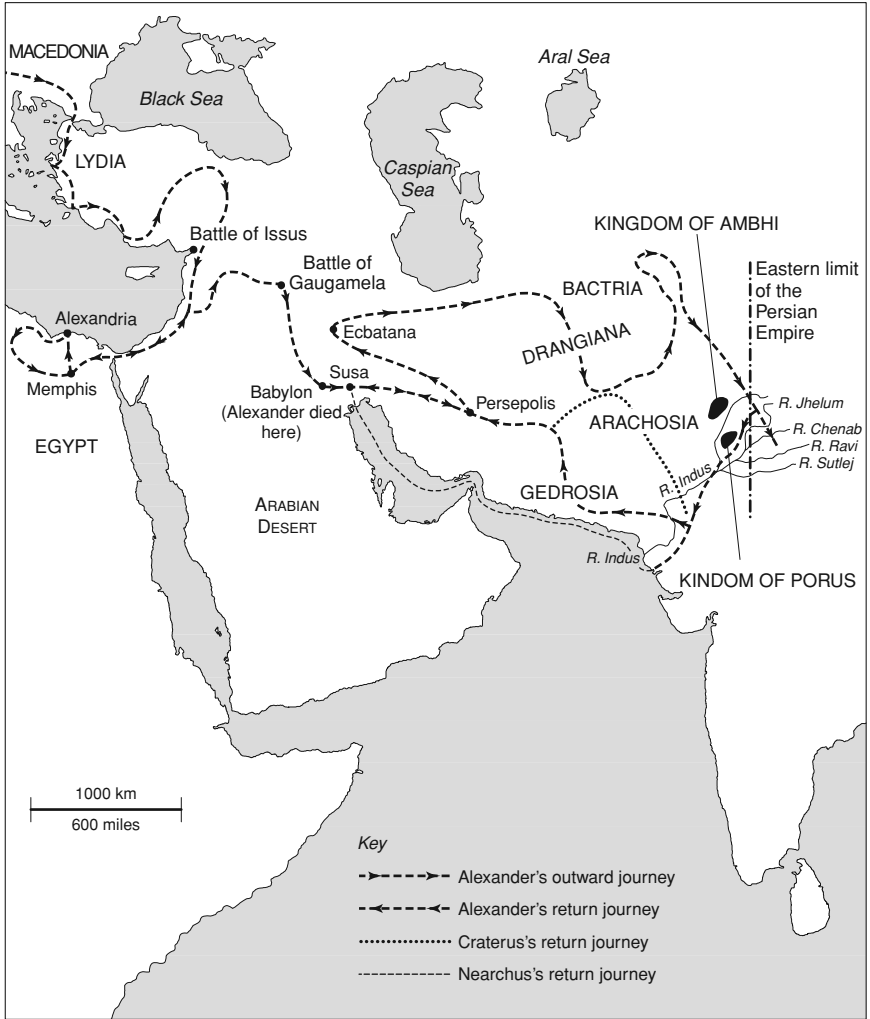 MACEDONIA
Black Sea
Aral Sea
LYDIA
Caspian
Sea
KINGDOM OF AMBHI
Battle of Issus
Battle of
Gaugamela
Eastern limit
of the
Persian
Empire
BACTRIA
Alexandria
Ecbatana
DRANGIANA
Memphis
Susa
Babylon
(Alexander died
here)
Persepolis
ARACHOSIA
R. Jhelum
R. Chenab
R. Ravi
R. Sutlej
EGYPT
R. Indus
GEDROSIA
ARABIAN
DESERT
R. Indus
KINDOM OF PORUS
1000 km
600 miles
Key
Alexander's outward journey
Alexander's return journey
Craterus's return journey
Nearchus's return journey